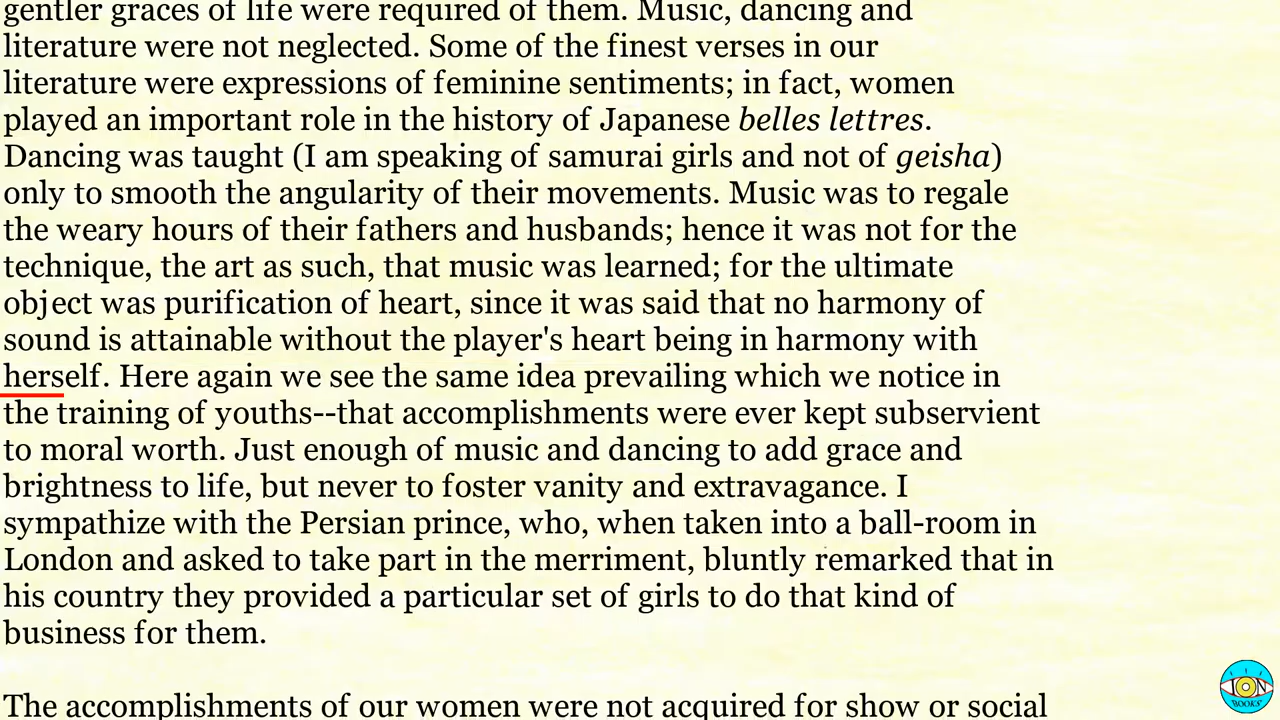 gentler graces of life were required of them. Music, dancing and
literature were not neglected. Some of the finest verses in our
literature were expressions of feminine sentiments; in fact, women
played an important role in the history of Japanese belles lettres.
Dancing was taught (I am speaking of samurai girls and not of geisha)
only to smooth the angularity of their movements. Music was to regale
the weary hours of their fathers and husbands; hence it was not for the
technique, the art as such, that music was learned; for the ultimate
object was purification of heart, since it was said that no harmony of
sound is attainable without the player's heart being in harmony with
herself. Here again we see the same idea prevailing which we notice in
the training of youths--that accomplishments were ever kept subservient
to moral worth. Just enough of music and dancing to add grace and
brightness to life, but never to foster vanity and extravagance. I
sympathize with the Persian prince, who, when taken into a ball-room in
London and asked to take part in the merriment, bluntly remarked that in
his country they provided a particular set of girls to do that kind of
business for them.
The accomplishments of our women were not acquired for show or social
ION
BOOKS